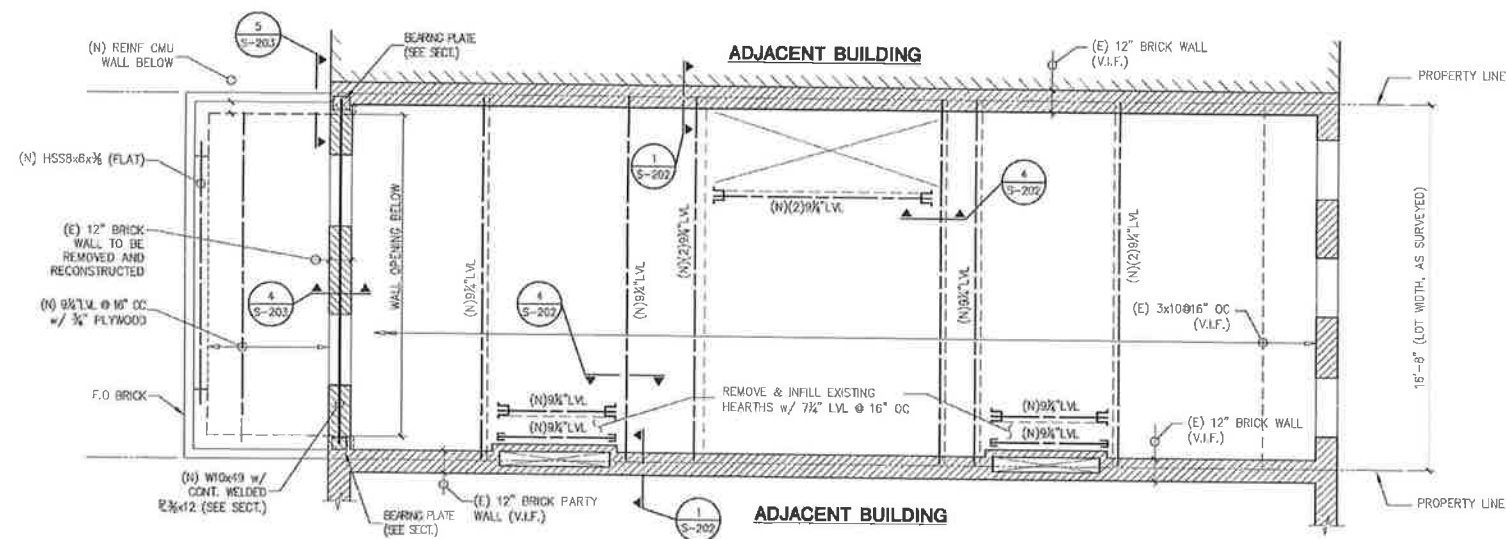 5
S-203
BEARING PLATE
(SEE SECT.)
(N) REINF CMU
WALL BELOW
ADJACENT BUILDING
(E) 12" BRICK WALL
(V.I.F.)
PROPERTY LINE
(N) HSS8x6x⅜ (FLAT)
1
S-202
4
S-202
(N)(2)9¼"LVL
(E) 12" BRICK
WALL TO BE
REMOVED AND
RECONSTRUCTED
WALL OPENING BELOW
(N)9¼"LVL
(N)9¼"LVL
(N)(2)9¼"LVL
(N)9¼"LVL
(N)(2)9¼"LVL
4
S-203
4
S-202
(N) 9¼"LVL @ 16" OC
w/ ¾" PLYWOOD
(E) 3x10@16" OC
(V.I.F.)
16'-8" (LOT WIDTH, AS SURVEYED)
F.O BRICK
REMOVE & INFILL EXISTING
HEARTHS w/ 7¼" LVL @ 16" OC
(N)9¼"LVL
(N)9¼"LVL
(N)9¼"LVL
(N)9¼"LVL
(E) 12" BRICK WALL
(V.I.F.)
(N) W10x49 w/
CONT. WELDED
(SEE SECT.)
BEARING PLATE
(SEE SECT.)
(E) 12" BRICK PARTY
WALL (V.I.F.)
1
S-202
ADJACENT BUILDING
PROPERTY LINE